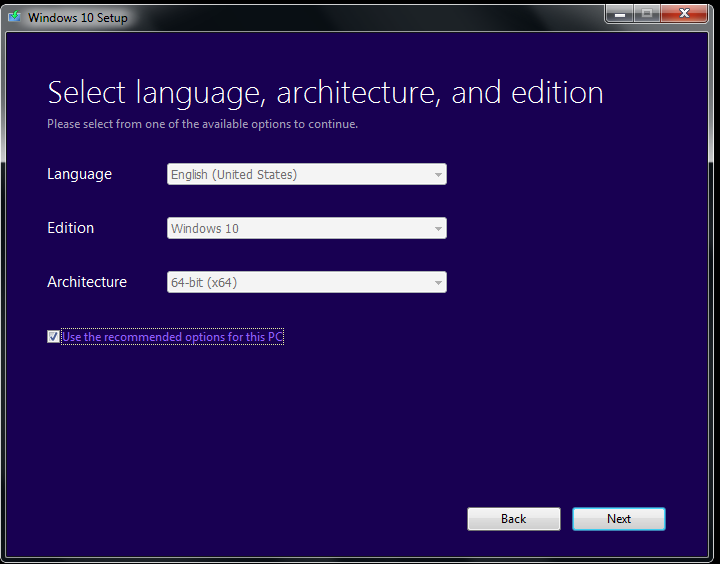 Windows 10 Setup
Select language, architecture, and edition
Please select from one of the available options to continue.
Language English (United States)
Edition Windows 10
Architecture 64-bit (x64)
Use the recommended options for this PC
Back Next